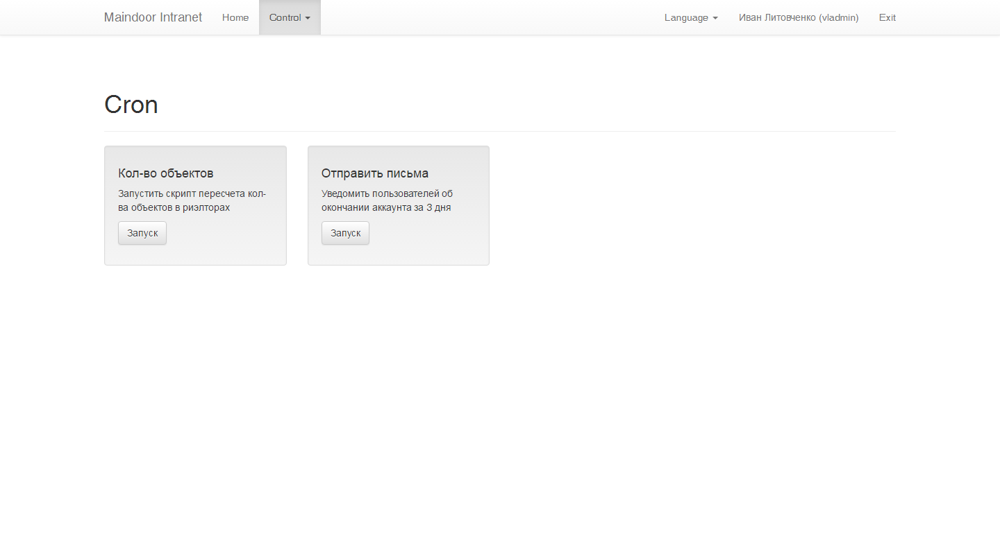 Maindoor Intranet Home Control Language Иван Литовченко (vladmin) Exit
Cron
Кол-во объектов
Запустить скрипт пересчета кол-
ва объектов в риэлторах
Запуск
Отправить письма
Уведомить пользователей об
окончании аккаунта за 3 дня
Запуск